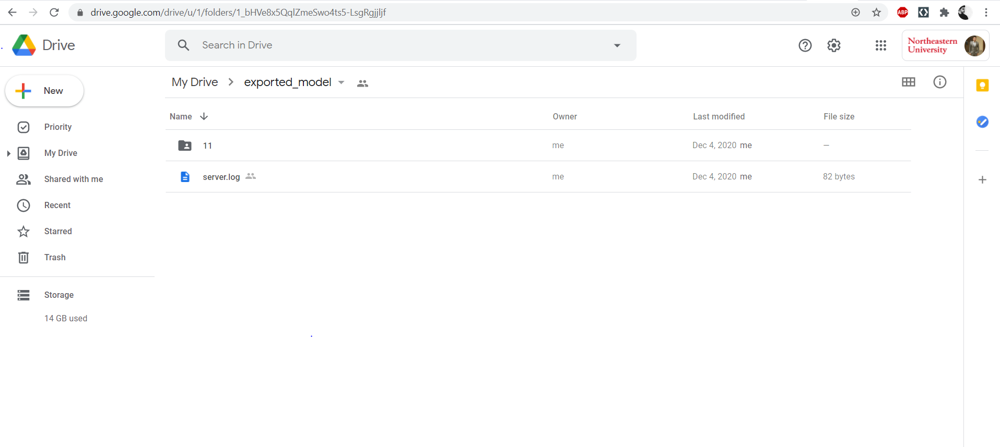 drive.google.com/drive/u/1/folders/1_bHVe8x5QqlZmeSwo4ts5-LsgRgjjljf
ABP
Drive
Search in Drive
Northeastern
University
New
My Drive
exported_model
Name
Owner
Last modified
File size
Priority
11
me
Dec 4, 2020 me
—
My Drive
server.log
me
Dec 4, 2020 me
82 bytes
Shared with me
Recent
Starred
Trash
Storage
14 GB used